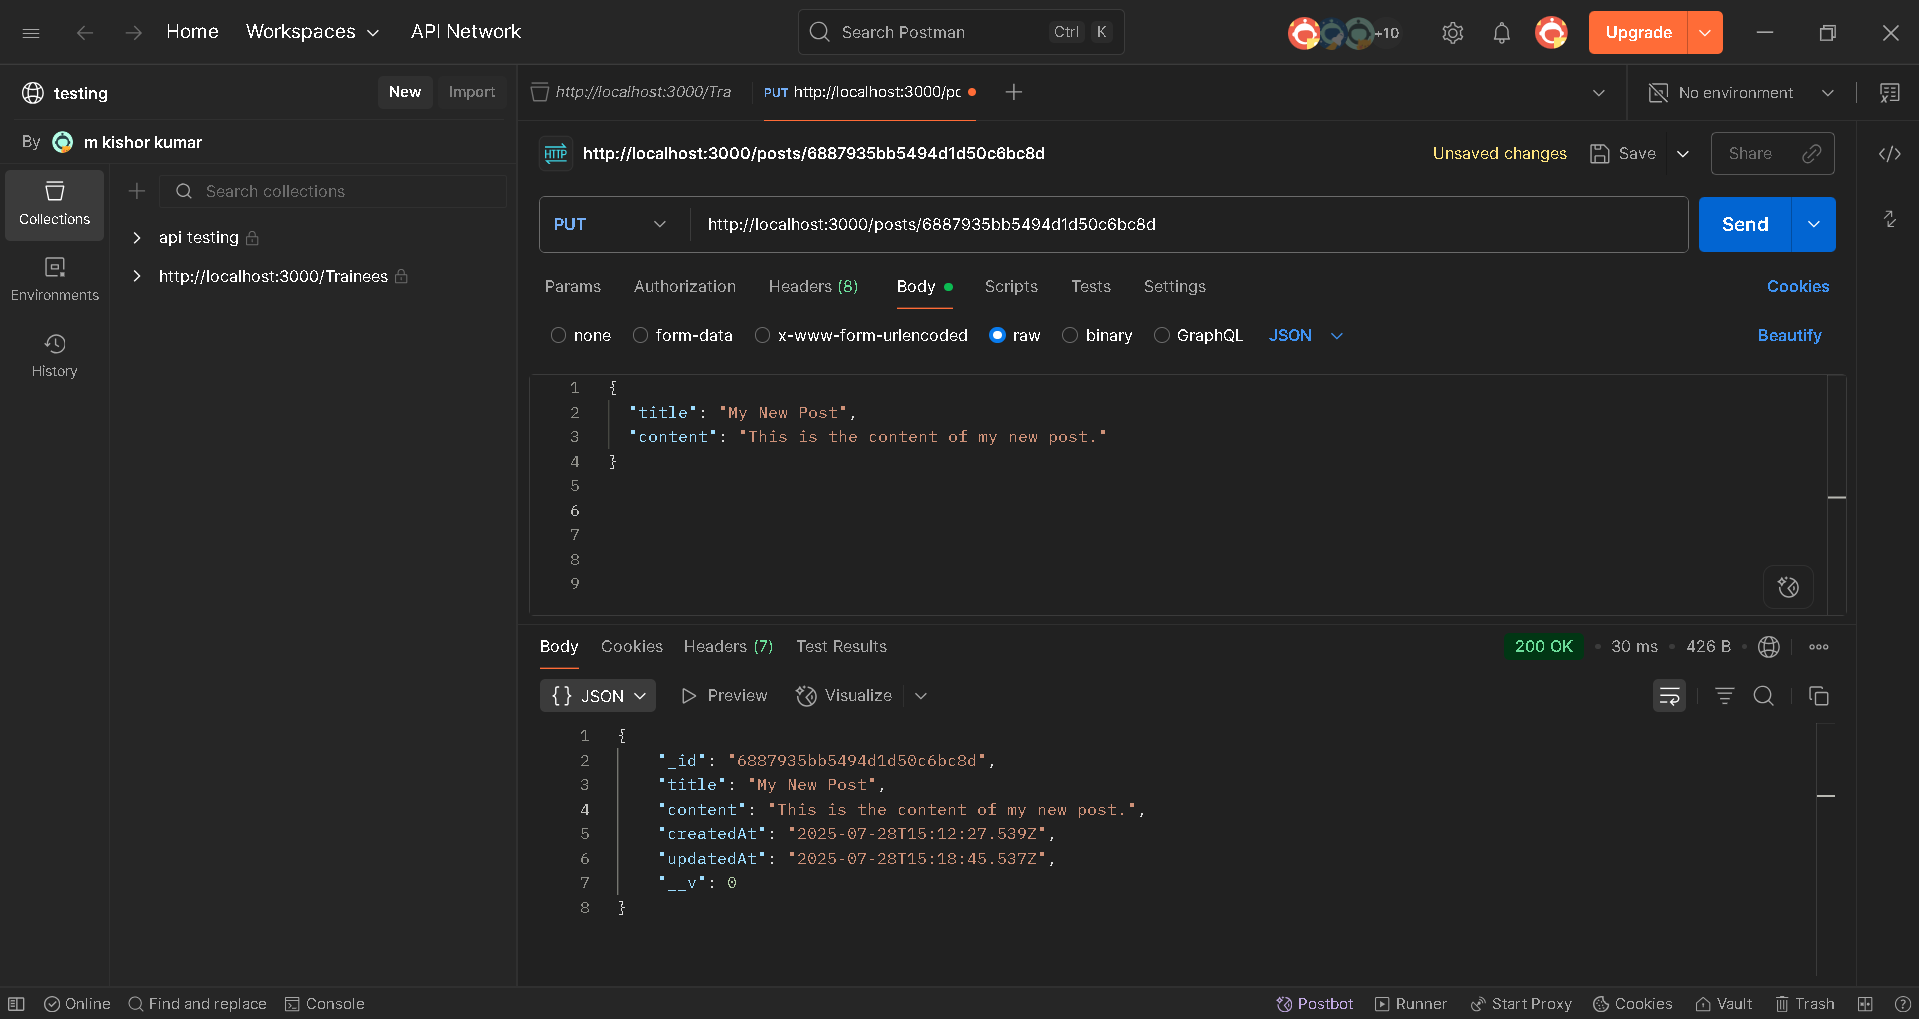 Home Workspaces API Network Search Postman Ctrl K +10 Upgrade
testing New Import
By m kishor kumar
Collections
Environments
History
Search collections
api testing
http://localhost:3000/Trainees
http://localhost:3000/Tra PUT http://localhost:3000/pc No environment
HTTP http://localhost:3000/posts/6887935bb5494d1d50c6bc8d Unsaved changes Save Share
PUT http://localhost:3000/posts/6887935bb5494d1d50c6bc8d Send
Params Authorization Headers (8) Body Scripts Tests Settings Cookies
none form-data x-www-form-urlencoded raw binary GraphQL JSON Beautify
1 {
2 "title": "My New Post",
3 "content": "This is the content of my new post."
4 }
5
6
7
8
9
Body Cookies Headers (7) Test Results 200 OK 30 ms 426 B
{} JSON Preview Visualize
1 {
2 "_id": "6887935bb5494d1d50c6bc8d",
3 "title": "My New Post",
4 "content": "This is the content of my new post.",
5 "createdAt": "2025-07-28T15:12:27.539Z",
6 "updatedAt": "2025-07-28T15:18:45.537Z",
7 "__v": 0
8 }
Online Find and replace Console Postbot Runner Start Proxy Cookies Vault Trash